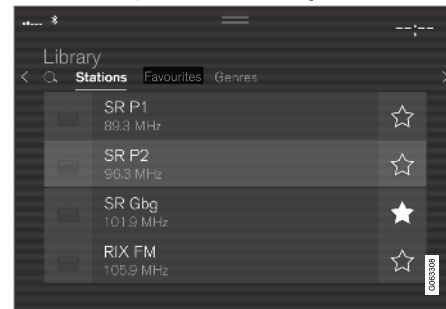 --:--
Library
Stations Favourites Genres
SR P1
89.3 MHz
SR P2
96.3 MHz
SR Gbg
101.9 MHz
RIX FM
105.9 MHz
G063308